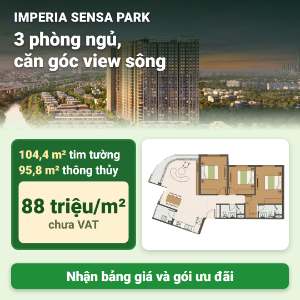 IMPERIA SENSA PARK
3 phòng ngủ,
căn góc view sông
104,4 m² tim tường
95,8 m² thông thủy
88 triệu/m²
chưa VAT
Nhận bảng giá và gói ưu đãi